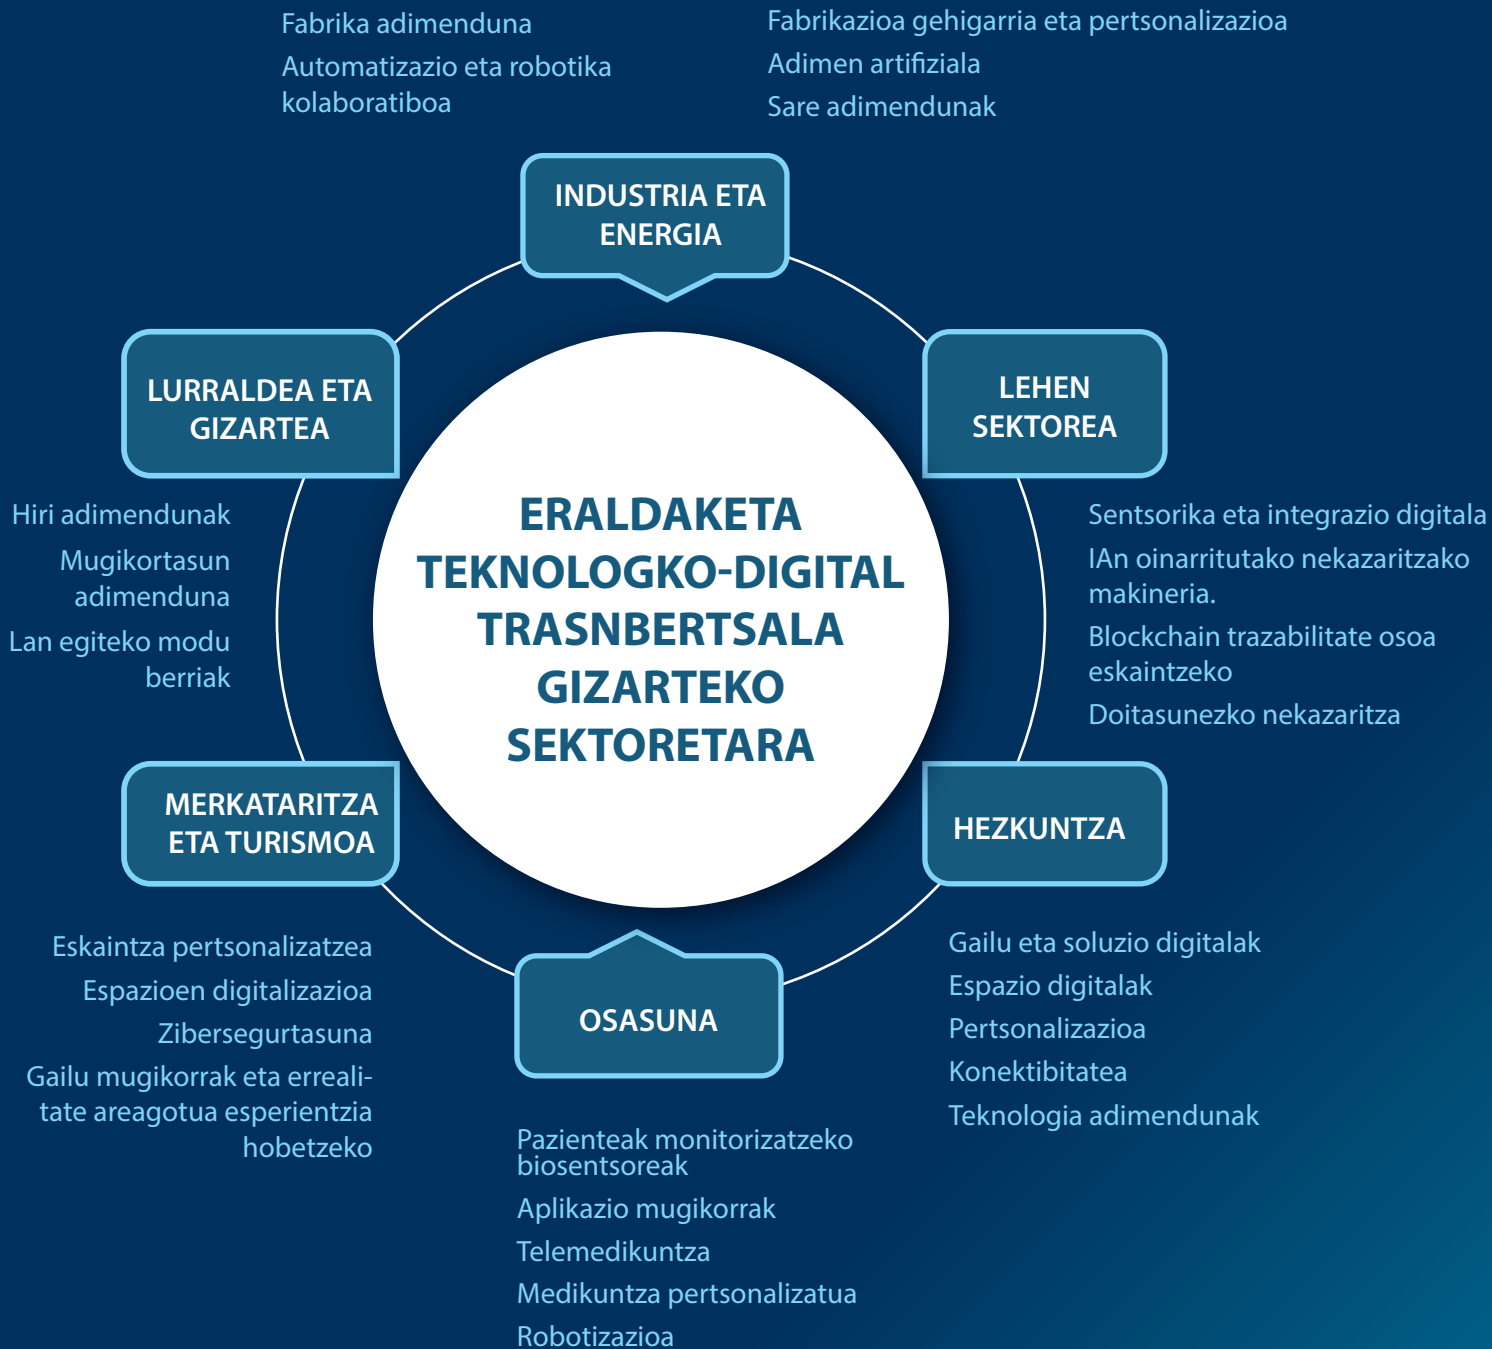 Fabrika adimenduna
Automatizazio eta robotika
kolaboratiboa
Fabrikazioa gehigarria eta pertsonalizazioa
Adimen artifiziala
Sare adimendunak
INDUSTRIA ETA
ENERGIA
LURRALDEA ETA
GIZARTEA
LEHEN
SEKTOREA
Hiri adimendunak
Mugikortasun
adimenduna
Lan egiteko modu
berriak
ERALDAKETA
TEKNOLOGKO-DIGITAL
TRASNBERTSALA
GIZARTEKO
SEKTORETARA
Sentsorika eta integrazio digitala
IAn oinarritutako nekazaritzako
makineria.
Blockchain trazabilitate osoa
eskaintzeko
Doitasunezko nekazaritza
MERKATARITZA
ETA TURISMOA
HEZKUNTZA
Eskaintza pertsonalizatzea
Espazioen digitalizazioa
Zibersegurtasuna
Gailu mugikorrak eta erreali-
tate areagotua esperientzia
hobetzeko
OSASUNA
Pazienteak monitorizatzeko
biosentsoreak
Aplikazio mugikorrak
Telemedikuntza
Medikuntza pertsonalizatua
Robotizazioa
Gailu eta soluzio digitalak
Espazio digitalak
Pertsonalizazioa
Konektibitatea
Teknologia adimendunak